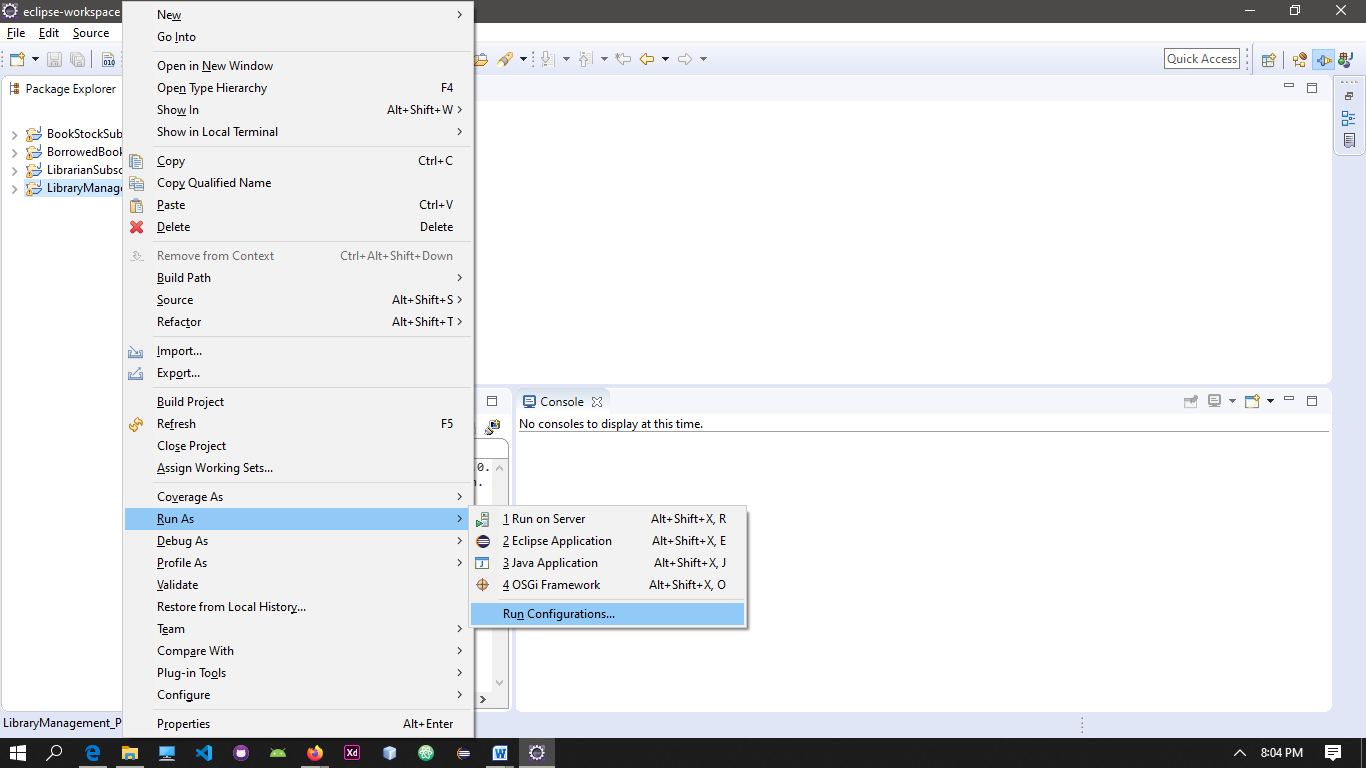 eclipse-workspace
File Edit Source
Quick Access
Package Explorer
BookStockSub
BorrowedBook
LibrarianSubsc
LibraryManage
New
Go Into
Open in New Window
Open Type Hierarchy F4
Show In Alt+Shift+W
Show in Local Terminal
Copy Ctrl+C
Copy Qualified Name
Paste Ctrl+V
Delete Delete
Remove from Context Ctrl+Alt+Shift+Down
Build Path
Source Alt+Shift+S
Refactor Alt+Shift+T
Import...
Export...
Build Project
Refresh F5
Close Project
Assign Working Sets...
Coverage As
Run As
Debug As
Profile As
Validate
Restore from Local History...
Team
Compare With
Plug-in Tools
Configure
Properties Alt+Enter
1 Run on Server Alt+Shift+X, R
2 Eclipse Application Alt+Shift+X, E
3 Java Application Alt+Shift+X, J
4 OSGi Framework Alt+Shift+X, O
Run Configurations...
Console
No consoles to display at this time.
.0.
LibraryManagement_P
Xd
8:04 PM